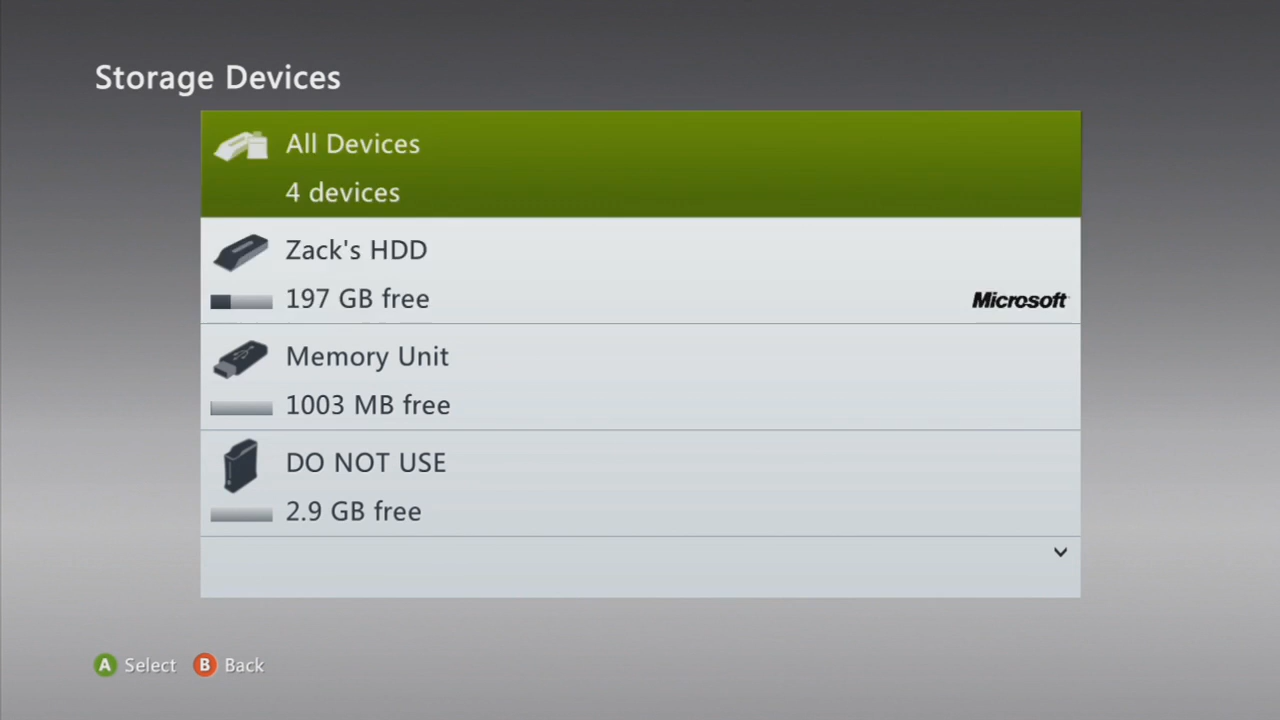 Storage Devices
All Devices
4 devices
Zack's HDD
197 GB free
Microsoft
Memory Unit
1003 MB free
DO NOT USE
2.9 GB free
A Select B Back